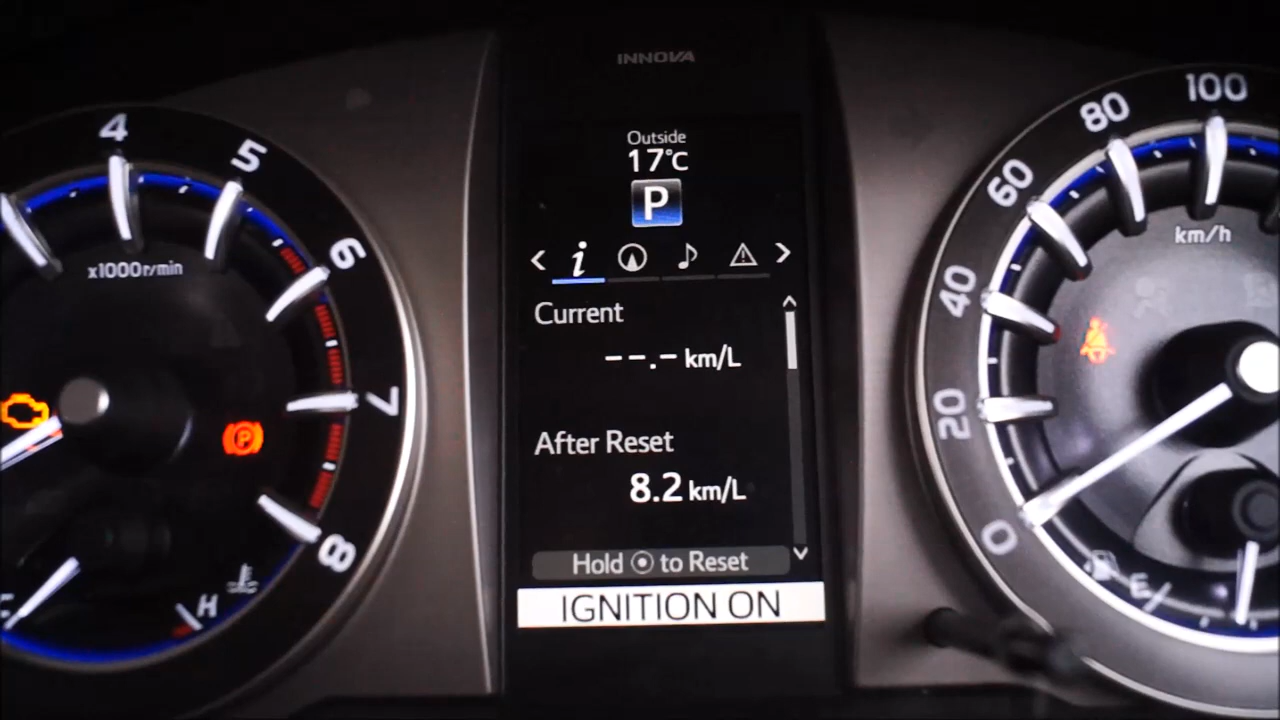 INNOVA
Outside
17°C
P
i
Current
--.- km/L
After Reset
8.2 km/L
Hold ⦿ to Reset
IGNITION ON
4
5
6
7
8
x1000r/min
P
H
0
20
40
60
80
100
km/h
E